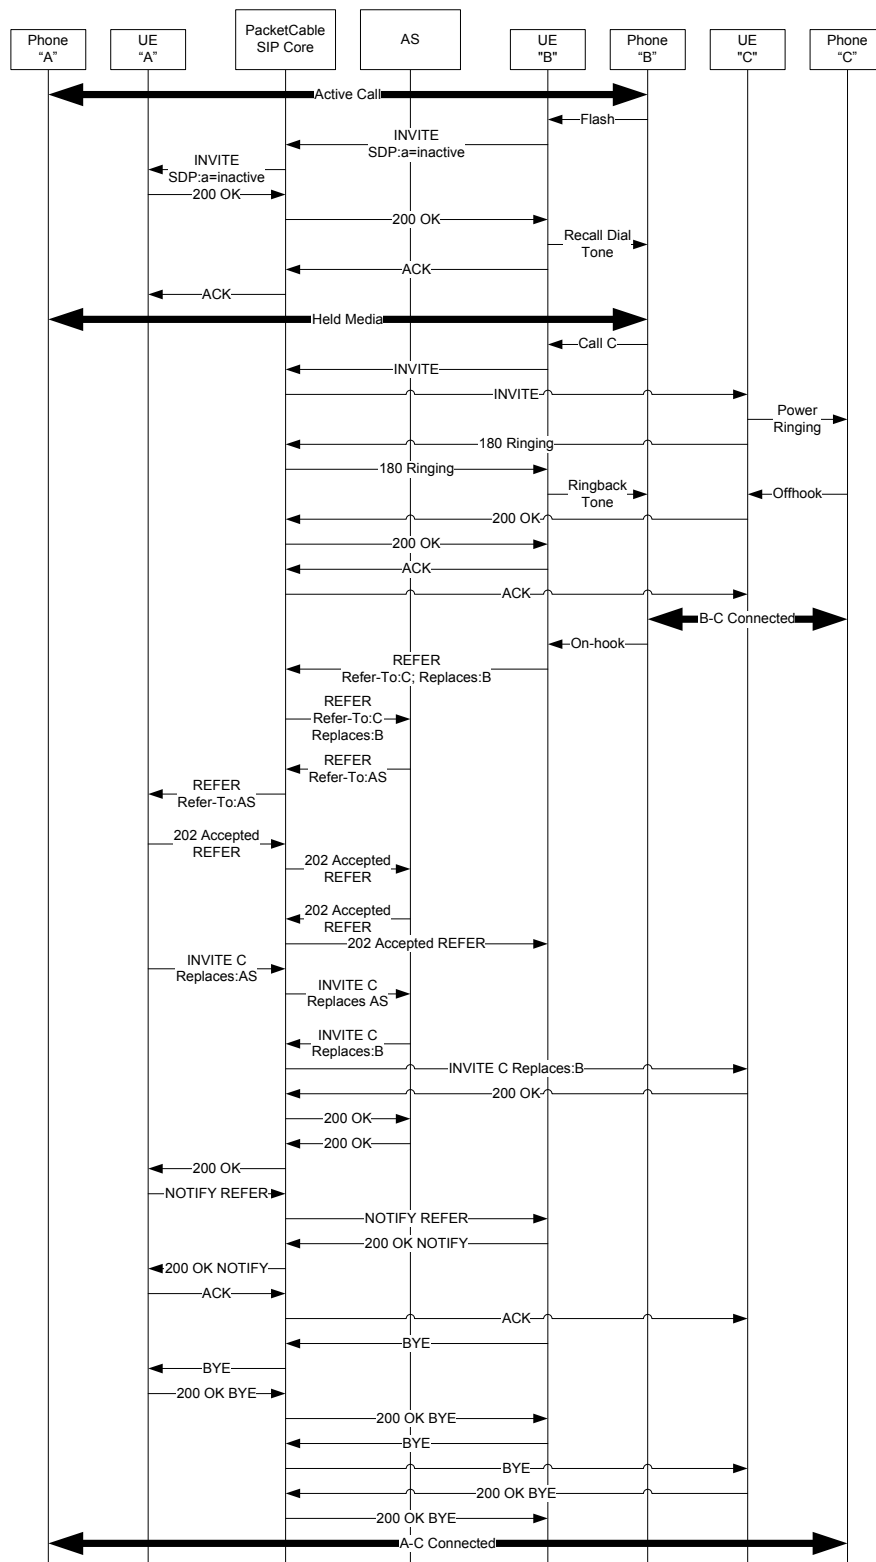 Phone
“A”
UE
“A”
PacketCable
SIP Core
AS
UE
"B"
Phone
“B”
UE
"C"
Phone
“C”
Active Call
Flash
INVITE
SDP:a=inactive
INVITE
SDP:a=inactive
200 OK
200 OK
Recall Dial
Tone
ACK
ACK
Held Media
Call C
INVITE
INVITE
Power
Ringing
180 Ringing
180 Ringing
Ringback
Tone
Offhook
200 OK
200 OK
ACK
ACK
B-C Connected
On-hook
REFER
Refer-To:C; Replaces:B
REFER
Refer-To:C
Replaces:B
REFER
Refer-To:AS
REFER
Refer-To:AS
202 Accepted
REFER
202 Accepted
REFER
202 Accepted
REFER
202 Accepted REFER
INVITE C
Replaces:AS
INVITE C
Replaces AS
INVITE C
Replaces:B
INVITE C Replaces:B
200 OK
200 OK
200 OK
200 OK
NOTIFY REFER
NOTIFY REFER
200 OK NOTIFY
200 OK NOTIFY
ACK
ACK
BYE
BYE
200 OK BYE
200 OK BYE
BYE
BYE
200 OK BYE
200 OK BYE
A-C Connected